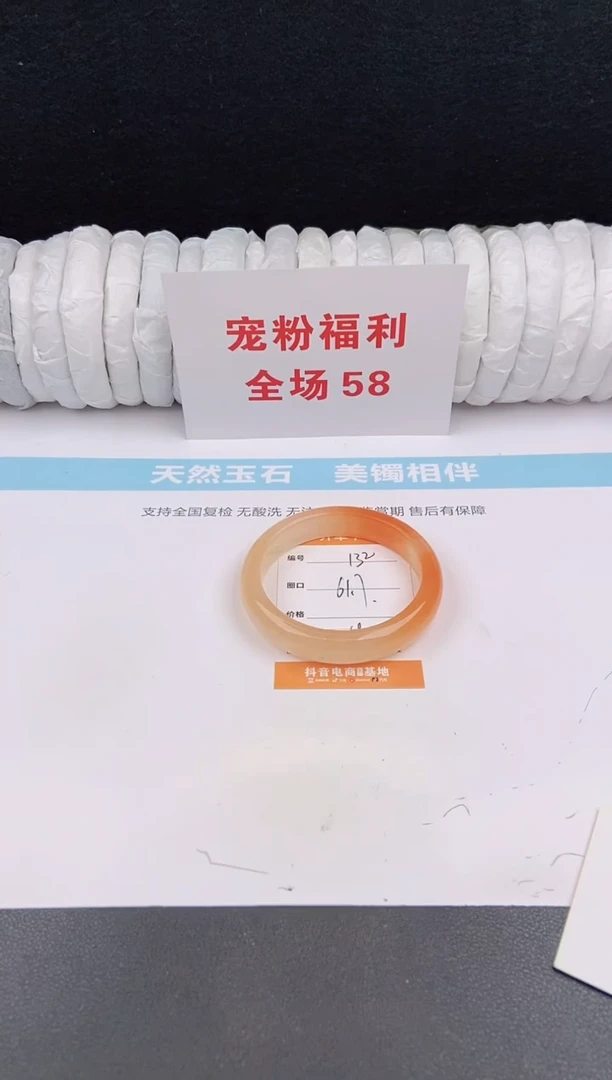 宠粉福利
全场58
天然玉石 美镯相伴
支持全国复检 无酸洗 无
期 售后有保障
编号 132
圈口 61.7.
价格
抖音电商 基地